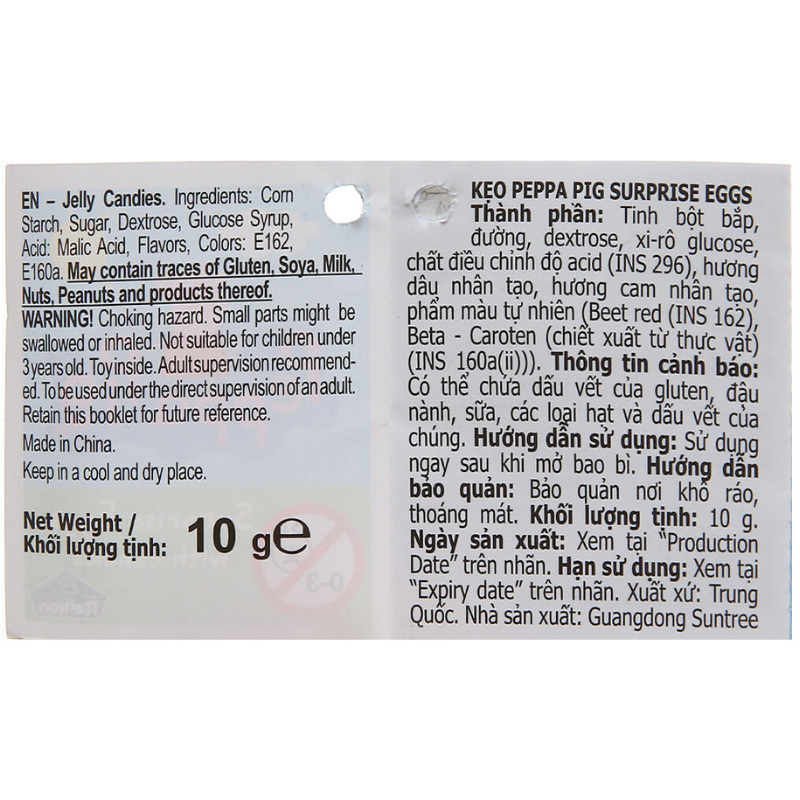 EN – Jelly Candies. Ingredients: Corn
Starch, Sugar, Dextrose, Glucose Syrup,
Acid: Malic Acid, Flavors, Colors: E162,
E160a. May contain traces of Gluten, Soya, Milk,
Nuts, Peanuts and products thereof.
WARNING! Choking hazard. Small parts might be
swallowed or inhaled. Not suitable for children under
3 years old. Toy inside. Adult supervision recommend-
ed. To be used under the direct supervision of an adult.
Retain this booklet for future reference.
Made in China.
Keep in a cool and dry place.
Net Weight /
Khối lượng tịnh: 10 g℮
KẸO PEPPA PIG SURPRISE EGGS
Thành phần: Tinh bột bắp,
đường, dextrose, xi-rô glucose,
chất điều chỉnh độ acid (INS 296), hương
dâu nhân tạo, hương cam nhân tạo,
phẩm màu tự nhiên (Beet red (INS 162),
Beta - Caroten (chiết xuất từ thực vật)
(INS 160a(ii))). Thông tin cảnh báo:
Có thể chứa dấu vết của gluten, đậu
nành, sữa, các loại hạt và dấu vết của
chúng. Hướng dẫn sử dụng: Sử dụng
ngay sau khi mở bao bì. Hướng dẫn
bảo quản: Bảo quản nơi khô ráo,
thoáng mát. Khối lượng tịnh: 10 g.
Ngày sản xuất: Xem tại "Production
Date" trên nhãn. Hạn sử dụng: Xem tại
"Expiry date" trên nhãn. Xuất xứ: Trung
Quốc. Nhà sản xuất: Guangdong Suntree
0-3